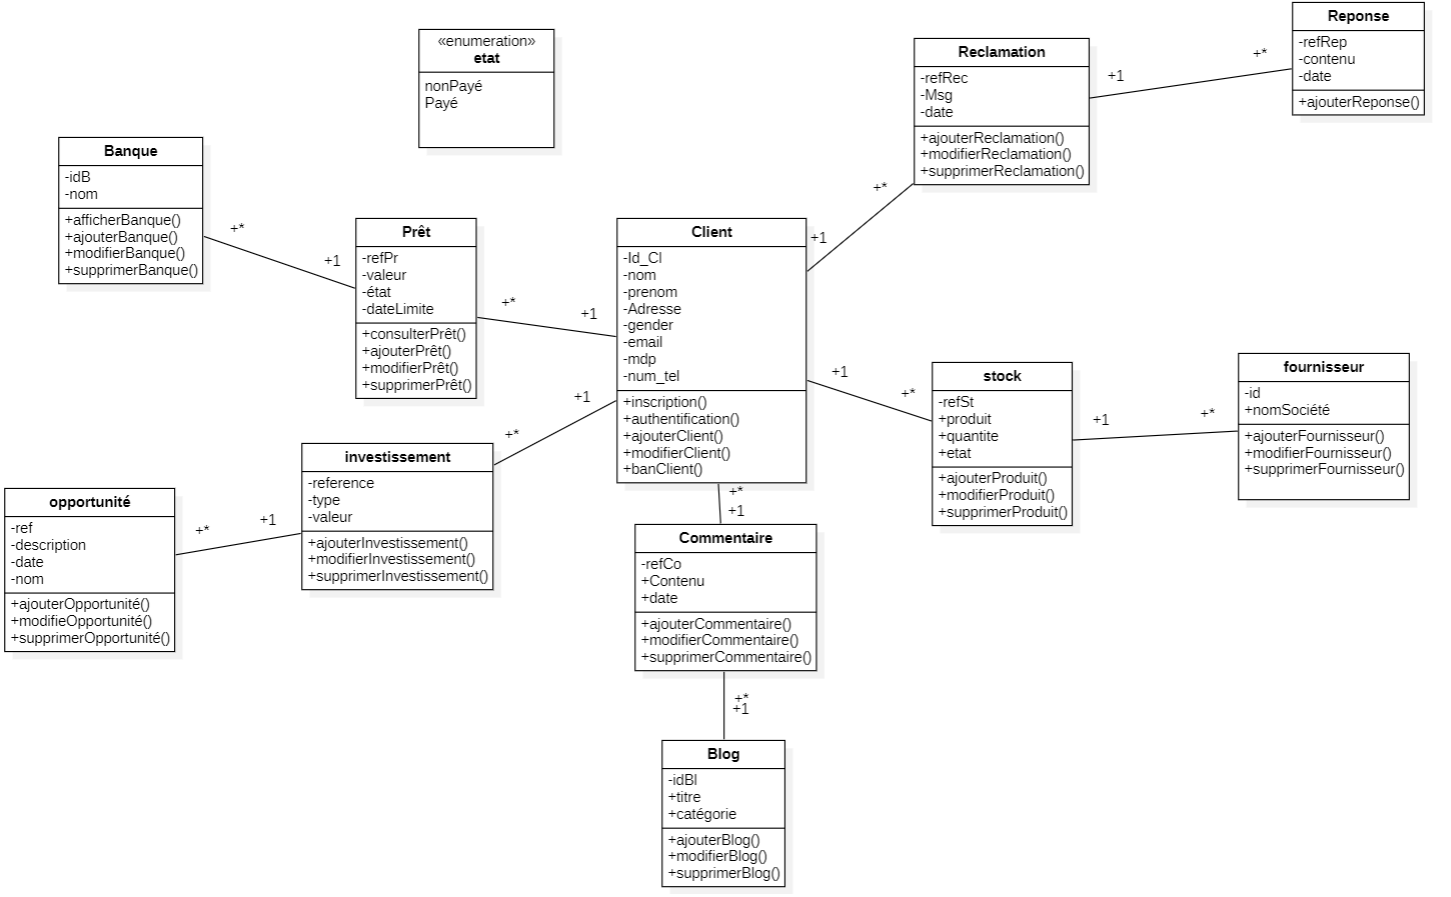 «enumeration»
etat
nonPayé
Payé
Banque
-idB
-nom
+afficherBanque()
+ajouterBanque()
+modifierBanque()
+supprimerBanque()
+*
+1
Prêt
-refPr
-valeur
-état
-dateLimite
+consulterPrêt()
+ajouterPrêt()
+modifierPrêt()
+supprimerPrêt()
+*
+1
Client
-Id_Cl
-nom
-prenom
-Adresse
-gender
-email
-mdp
-num_tel
+inscription()
+authentification()
+ajouterClient()
+modifierClient()
+banClient()
+1
+*
Reclamation
-refRec
-Msg
-date
+ajouterReclamation()
+modifierReclamation()
+supprimerReclamation()
+1
+*
Reponse
-refRep
-contenu
-date
+ajouterReponse()
+1
+*
stock
-refSt
+produit
+quantite
+etat
+ajouterProduit()
+modifierProduit()
+supprimerProduit()
+1
+*
fournisseur
-id
+nomSociété
+ajouterFournisseur()
+modifierFournisseur()
+supprimerFournisseur()
+1
+*
investissement
-reference
-type
-valeur
+ajouterInvestissement()
+modifierInvestissement()
+supprimerInvestissement()
+1
+*
opportunité
-ref
-description
-date
-nom
+ajouterOpportunité()
+modifieOpportunité()
+supprimerOpportunité()
+*
+1
Commentaire
-refCo
+Contenu
+date
+ajouterCommentaire()
+modifierCommentaire()
+supprimerCommentaire()
+*
+1
Blog
-idBl
+titre
+catégorie
+ajouterBlog()
+modifierBlog()
+supprimerBlog()